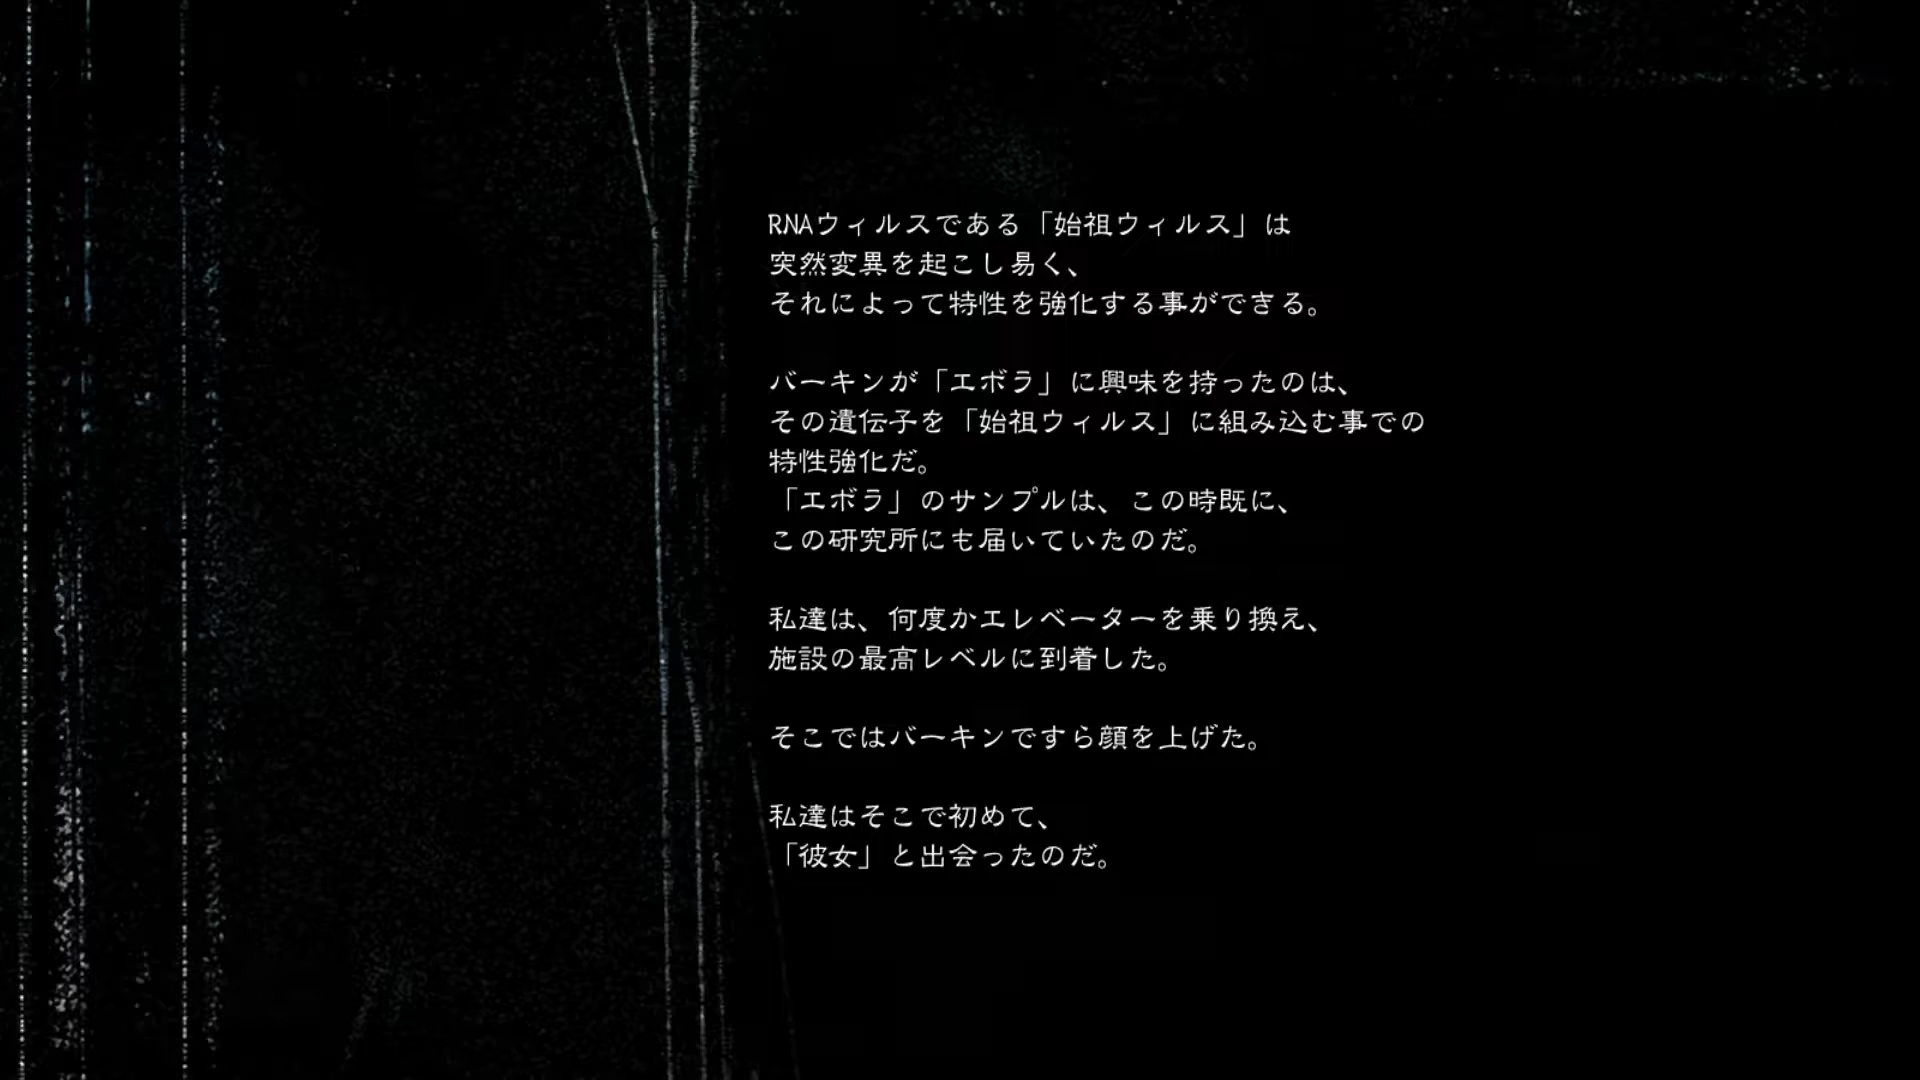 RNAウィルスである「始祖ウィルス」は
突然変異を起こし易く、
それによって特性を強化する事ができる。
バーキンが「エボラ」に興味を持ったのは、
その遺伝子を「始祖ウィルス」に組み込む事での
特性強化だ。
「エボラ」のサンプルは、この時既に、
この研究所にも届いていたのだ。
私達は、何度かエレベーターを乗り換え、
施設の最高レベルに到着した。
そこではバーキンですら顔を上げた。
私達はそこで初めて、
「彼女」と出会ったのだ。